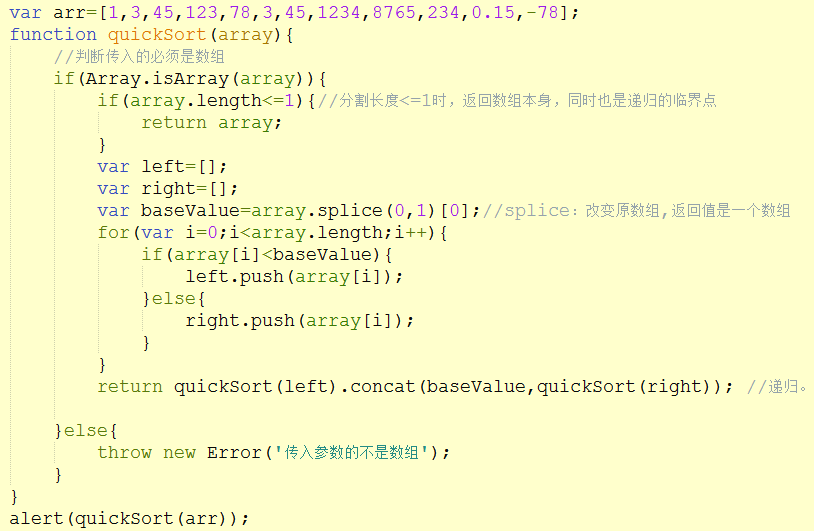 var arr=[1,3,45,123,78,3,45,1234,8765,234,0.15,-78];
function quickSort(array){
    //判断传入的必须是数组
    if(Array.isArray(array)){
        if(array.length<=1){//分割长度<=1时，返回数组本身，同时也是递归的临界点
            return array;
        }
        var left=[];
        var right=[];
        var baseValue=array.splice(0,1)[0];//splice：改变原数组,返回值是一个数组
        for(var i=0;i<array.length;i++){
            if(array[i]<baseValue){
                left.push(array[i]);
            }else{
                right.push(array[i]);
            }
        }
        return quickSort(left).concat(baseValue,quickSort(right)); //递归。
    }else{
        throw new Error('传入参数的不是数组');
    }
}
alert(quickSort(arr));